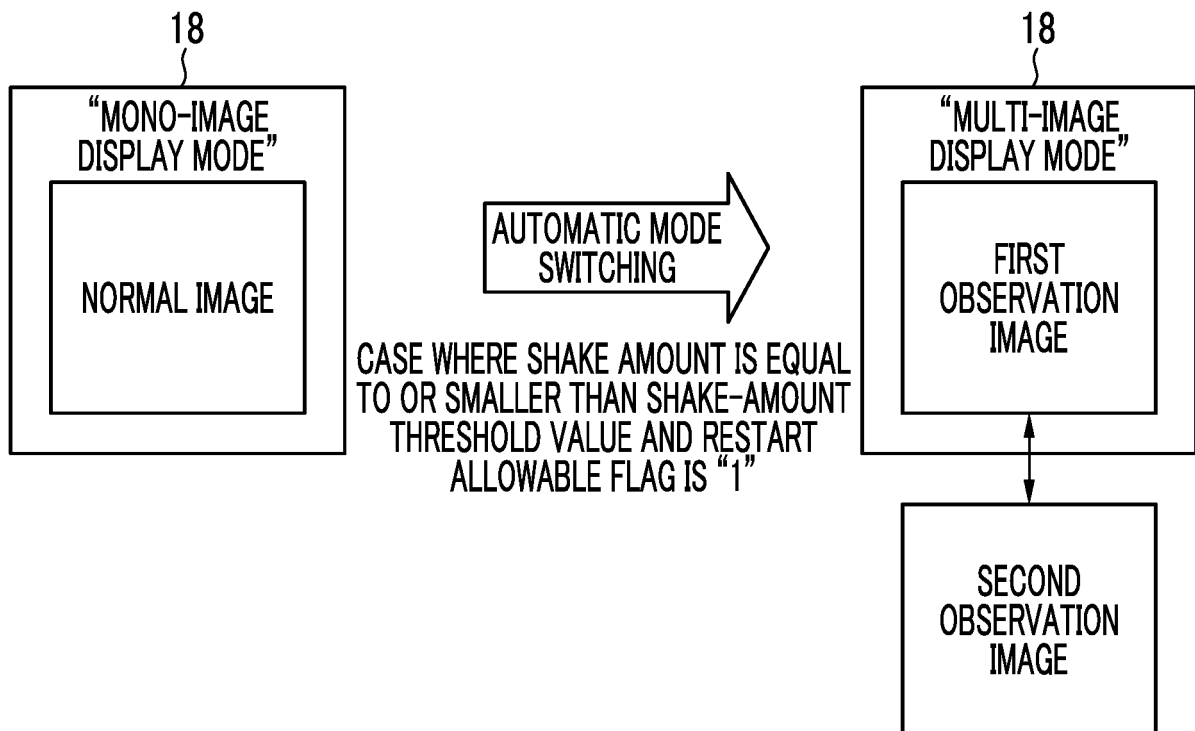 18
“MONO-IMAGE
DISPLAY MODE”
NORMAL IMAGE
AUTOMATIC MODE
SWITCHING
CASE WHERE SHAKE AMOUNT IS EQUAL
TO OR SMALLER THAN SHAKE-AMOUNT
THRESHOLD VALUE AND RESTART
ALLOWABLE FLAG IS “1”
18
“MULTI-IMAGE
DISPLAY MODE”
FIRST
OBSERVATION
IMAGE
SECOND
OBSERVATION
IMAGE